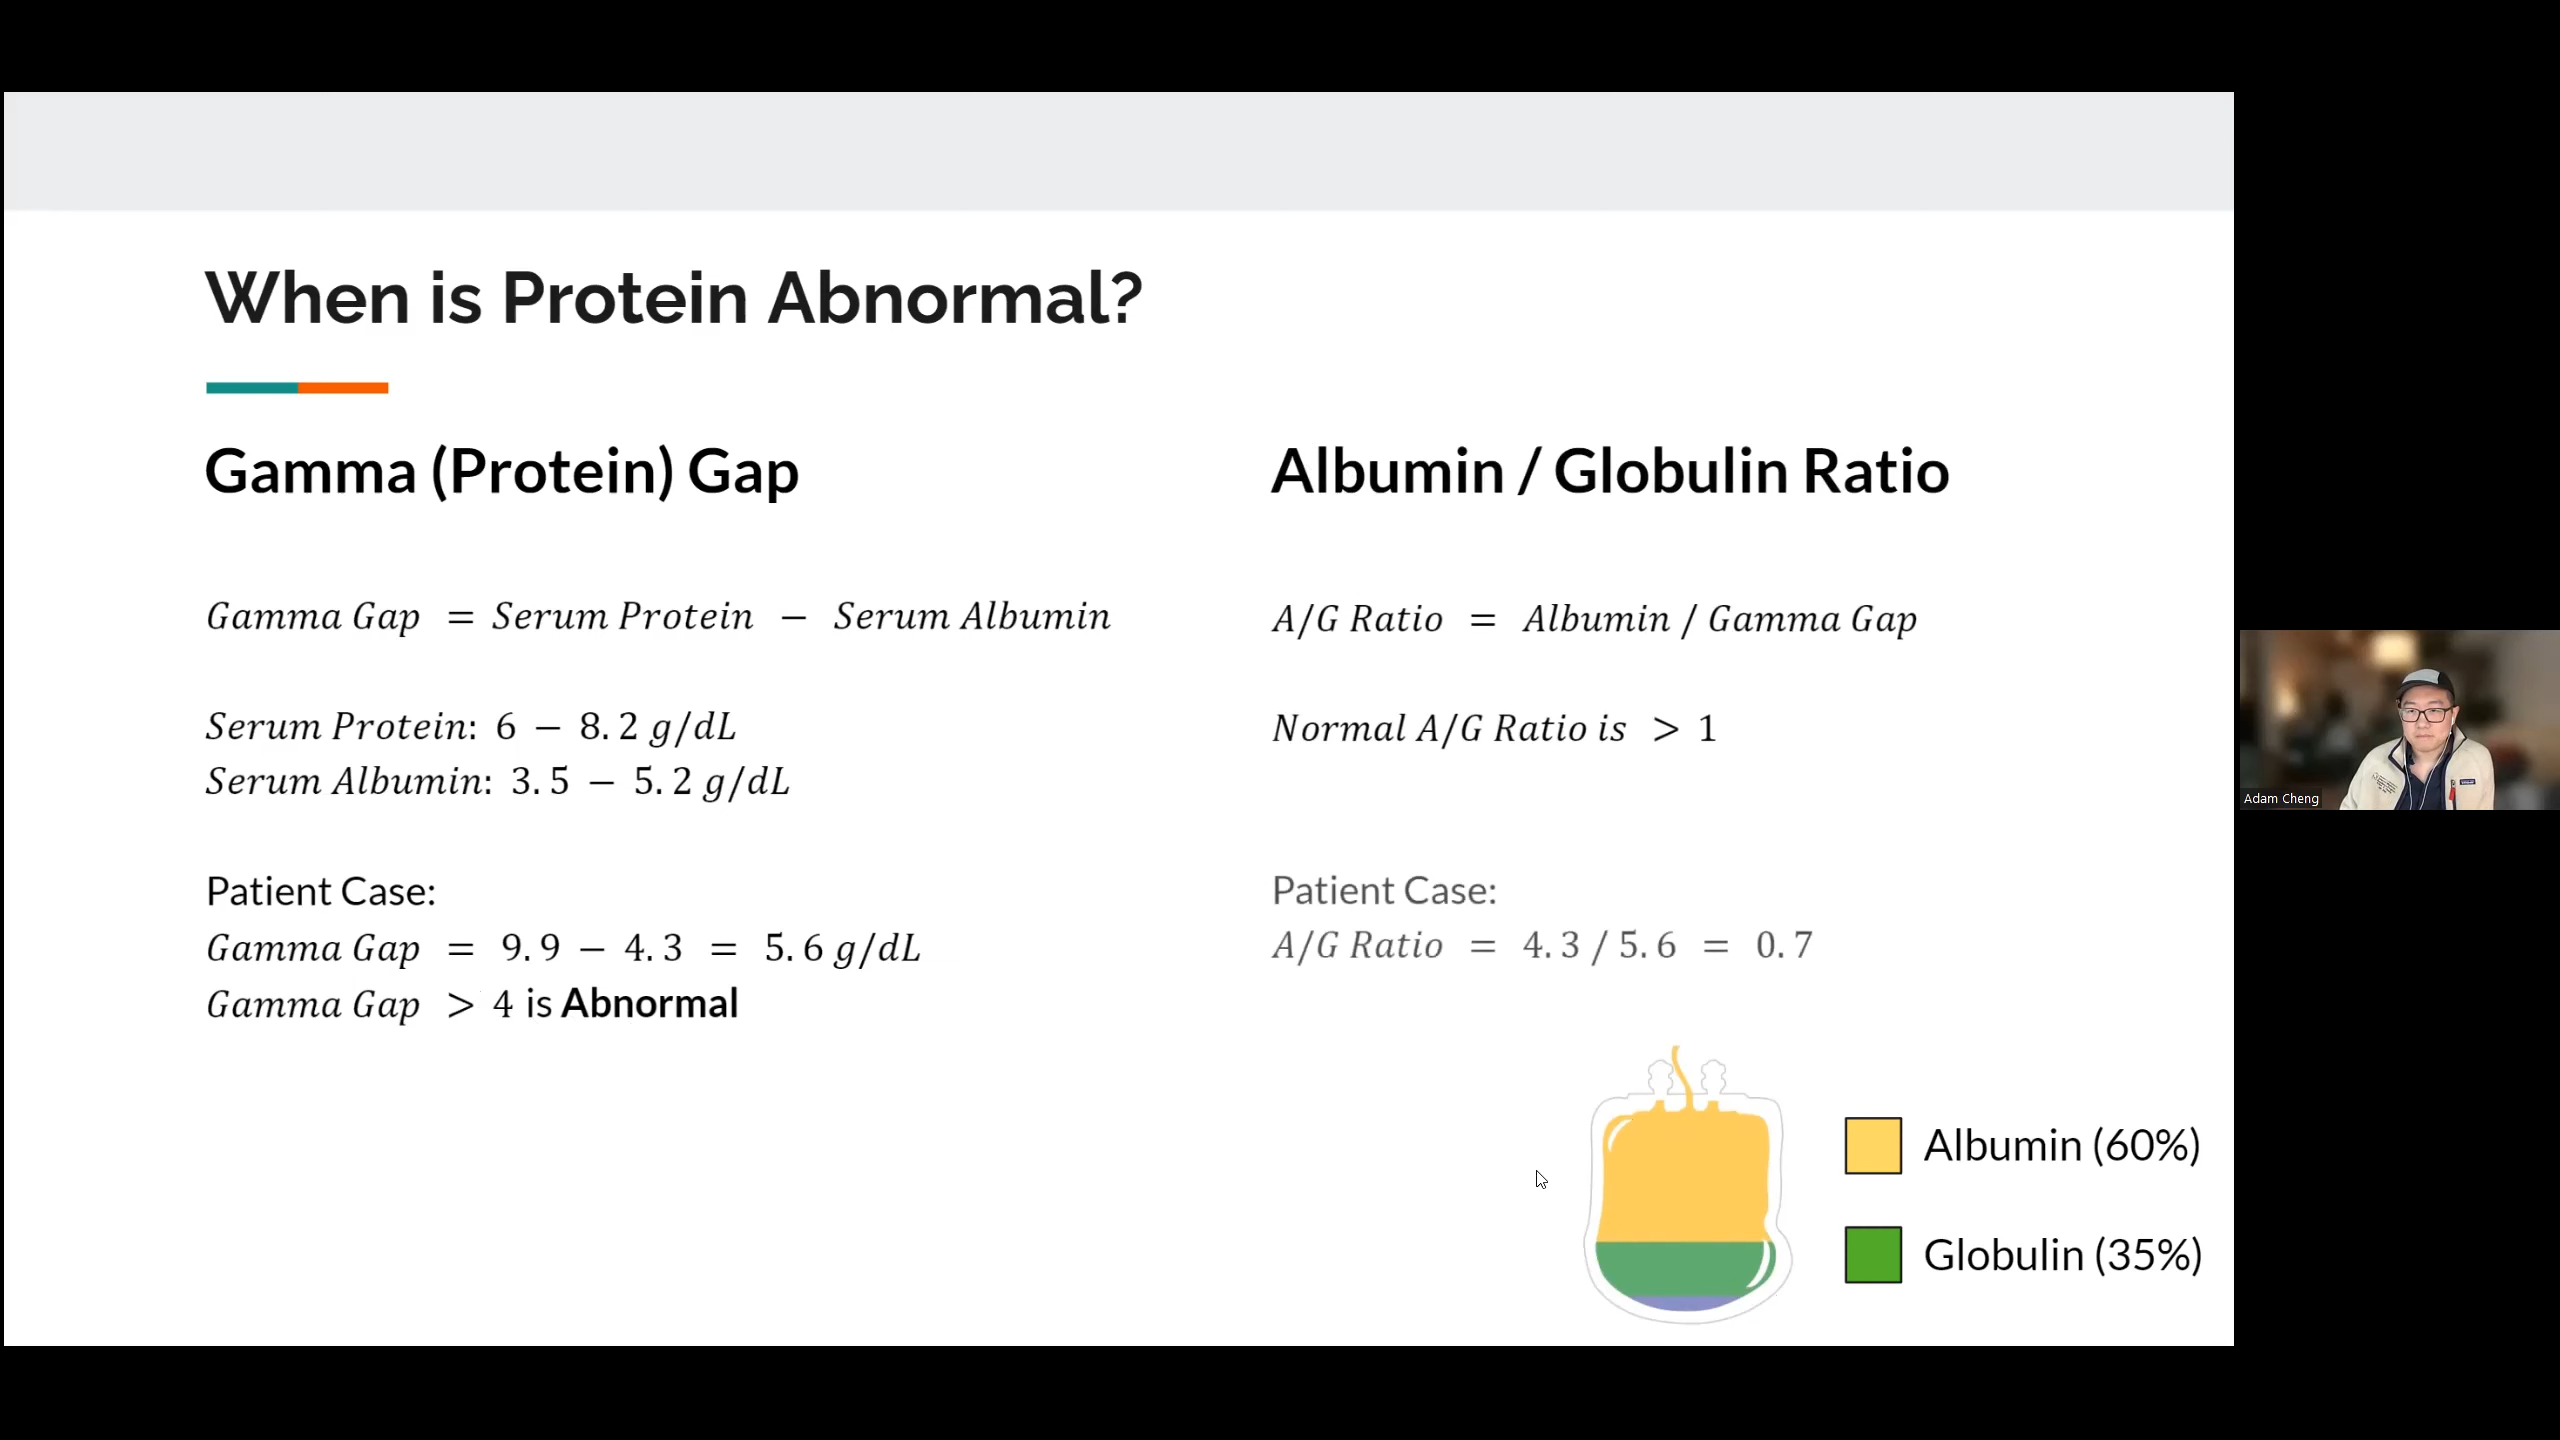 When is Protein Abnormal?
Gamma (Protein) Gap
Gamma Gap = Serum Protein − Serum Albumin
Serum Protein: 6 − 8.2 g/dL
Serum Albumin: 3.5 − 5.2 g/dL
Patient Case:
Gamma Gap = 9.9 − 4.3 = 5.6 g/dL
Gamma Gap > 4 is Abnormal
Albumin / Globulin Ratio
A/G Ratio = Albumin / Gamma Gap
Normal A/G Ratio is > 1
Patient Case:
A/G Ratio = 4.3 / 5.6 = 0.7
Albumin (60%)
Globulin (35%)
Adam Cheng